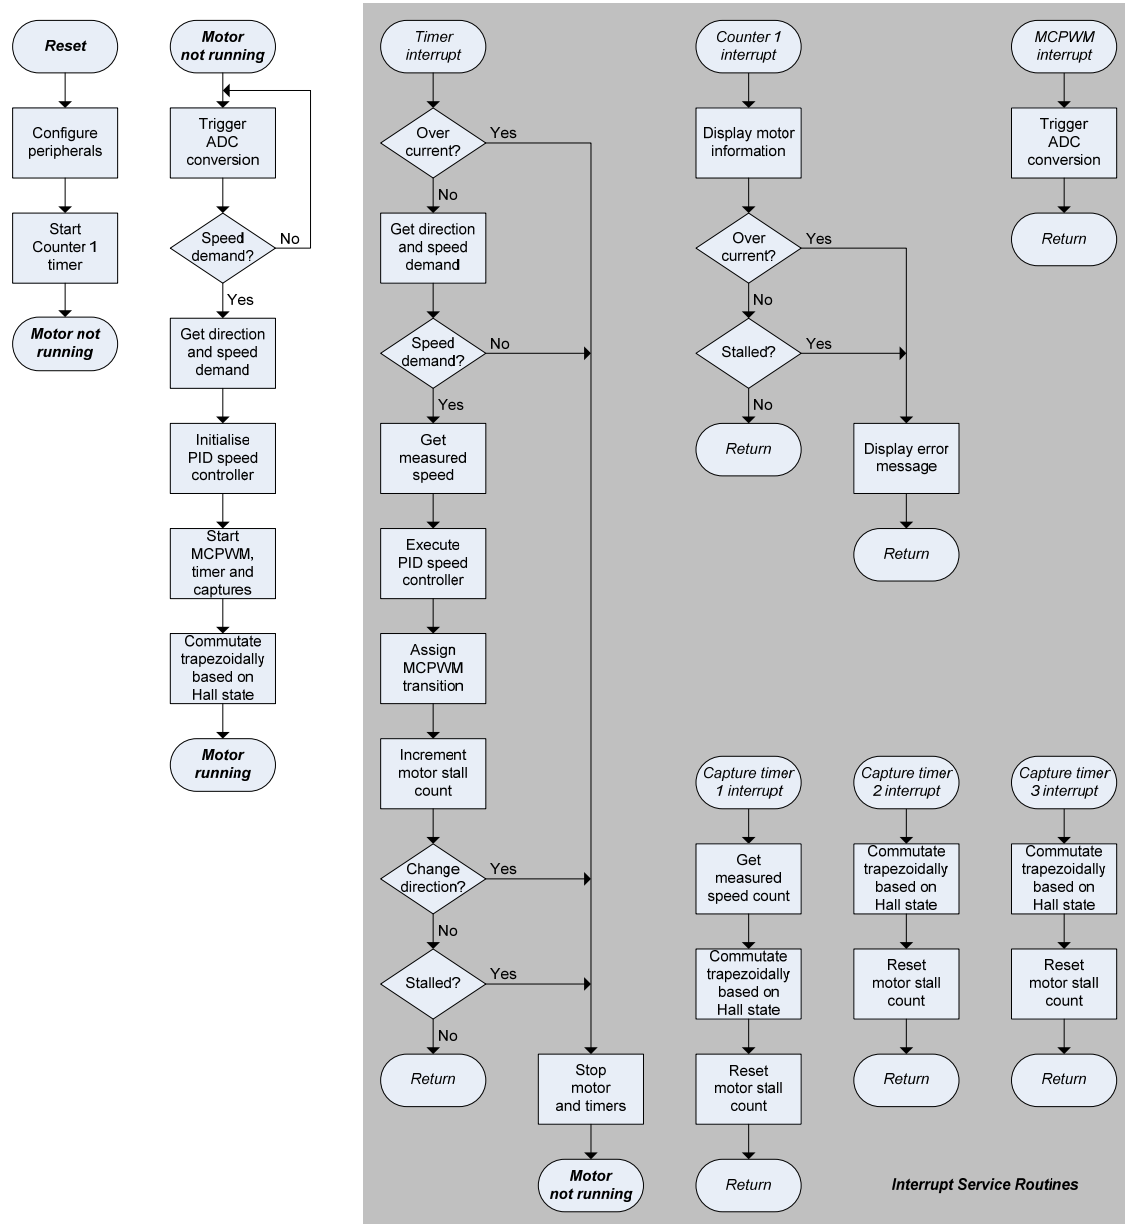 Reset
Configure
peripherals
Start
Counter 1
timer
Motor not
running
Motor
not running
Trigger
ADC
conversion
Speed
demand?
No
Yes
Get direction
and speed
demand
Initialise
PID speed
controller
Start
MCPWM,
timer and
captures
Commutate
trapezoidally
based on
Hall state
Motor
running
Timer
interrupt
Over
current?
Yes
No
Get direction
and speed
demand
Speed
demand?
No
Yes
Get
measured
speed
Execute
PID speed
controller
Assign
MCPWM
transition
Increment
motor stall
count
Change
direction?
Yes
No
Stalled?
Yes
No
Return
Stop
motor
and timers
Motor
not running
Counter 1
interrupt
Display motor
information
Over
current?
Yes
No
Stalled?
Yes
No
Return
Display error
message
Return
MCPWM
interrupt
Trigger
ADC
conversion
Return
Capture timer
1 interrupt
Get
measured
speed count
Commutate
trapezoidally
based on
Hall state
Reset
motor stall
count
Return
Capture timer
2 interrupt
Commutate
trapezoidally
based on
Hall state
Reset
motor stall
count
Return
Capture timer
3 interrupt
Commutate
trapezoidally
based on
Hall state
Reset
motor stall
count
Return
Interrupt Service Routines